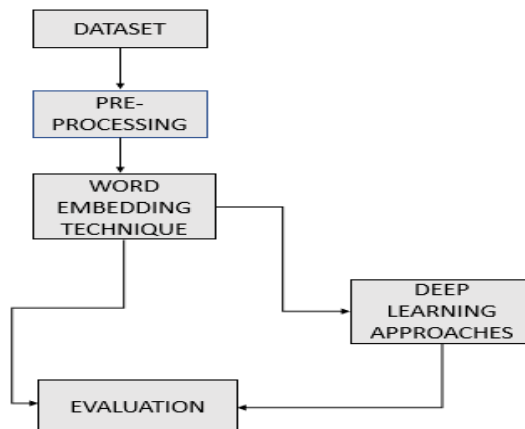 DATASET
PRE-
PROCESSING
WORD
EMBEDDING
TECHNIQUE
DEEP
LEARNING
APPROACHES
EVALUATION